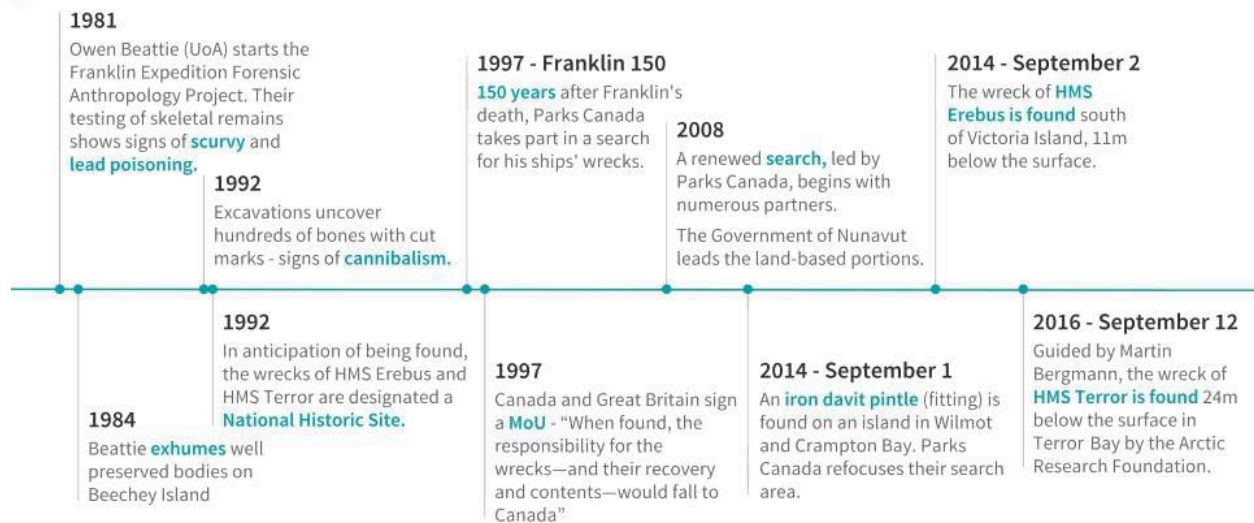 1981
Owen Beattie (UoA) starts the
Franklin Expedition Forensic
Anthropology Project. Their
testing of skeletal remains
shows signs of scurvy and
lead poisoning.
1984
Beattie exhumes well
preserved bodies on
Beechey Island
1992
Excavations uncover
hundreds of bones with cut
marks - signs of cannibalism.
1992
In anticipation of being found,
the wrecks of HMS Erebus and
HMS Terror are designated a
National Historic Site.
1997 - Franklin 150
150 years after Franklin's
death, Parks Canada
takes part in a search
for his ships' wrecks.
1997
Canada and Great Britain sign
a MoU - “When found, the
responsibility for the
wrecks—and their recovery
and contents—would fall to
Canada”
2008
A renewed search, led by
Parks Canada, begins with
numerous partners.
The Government of Nunavut
leads the land-based portions.
2014 - September 1
An iron davit pintle (fitting) is
found on an island in Wilmot
and Crampton Bay. Parks
Canada refocuses their search
area.
2014 - September 2
The wreck of HMS
Erebus is found south
of Victoria Island, 11m
below the surface.
2016 - September 12
Guided by Martin
Bergmann, the wreck of
HMS Terror is found 24m
below the surface in
Terror Bay by the Arctic
Research Foundation.